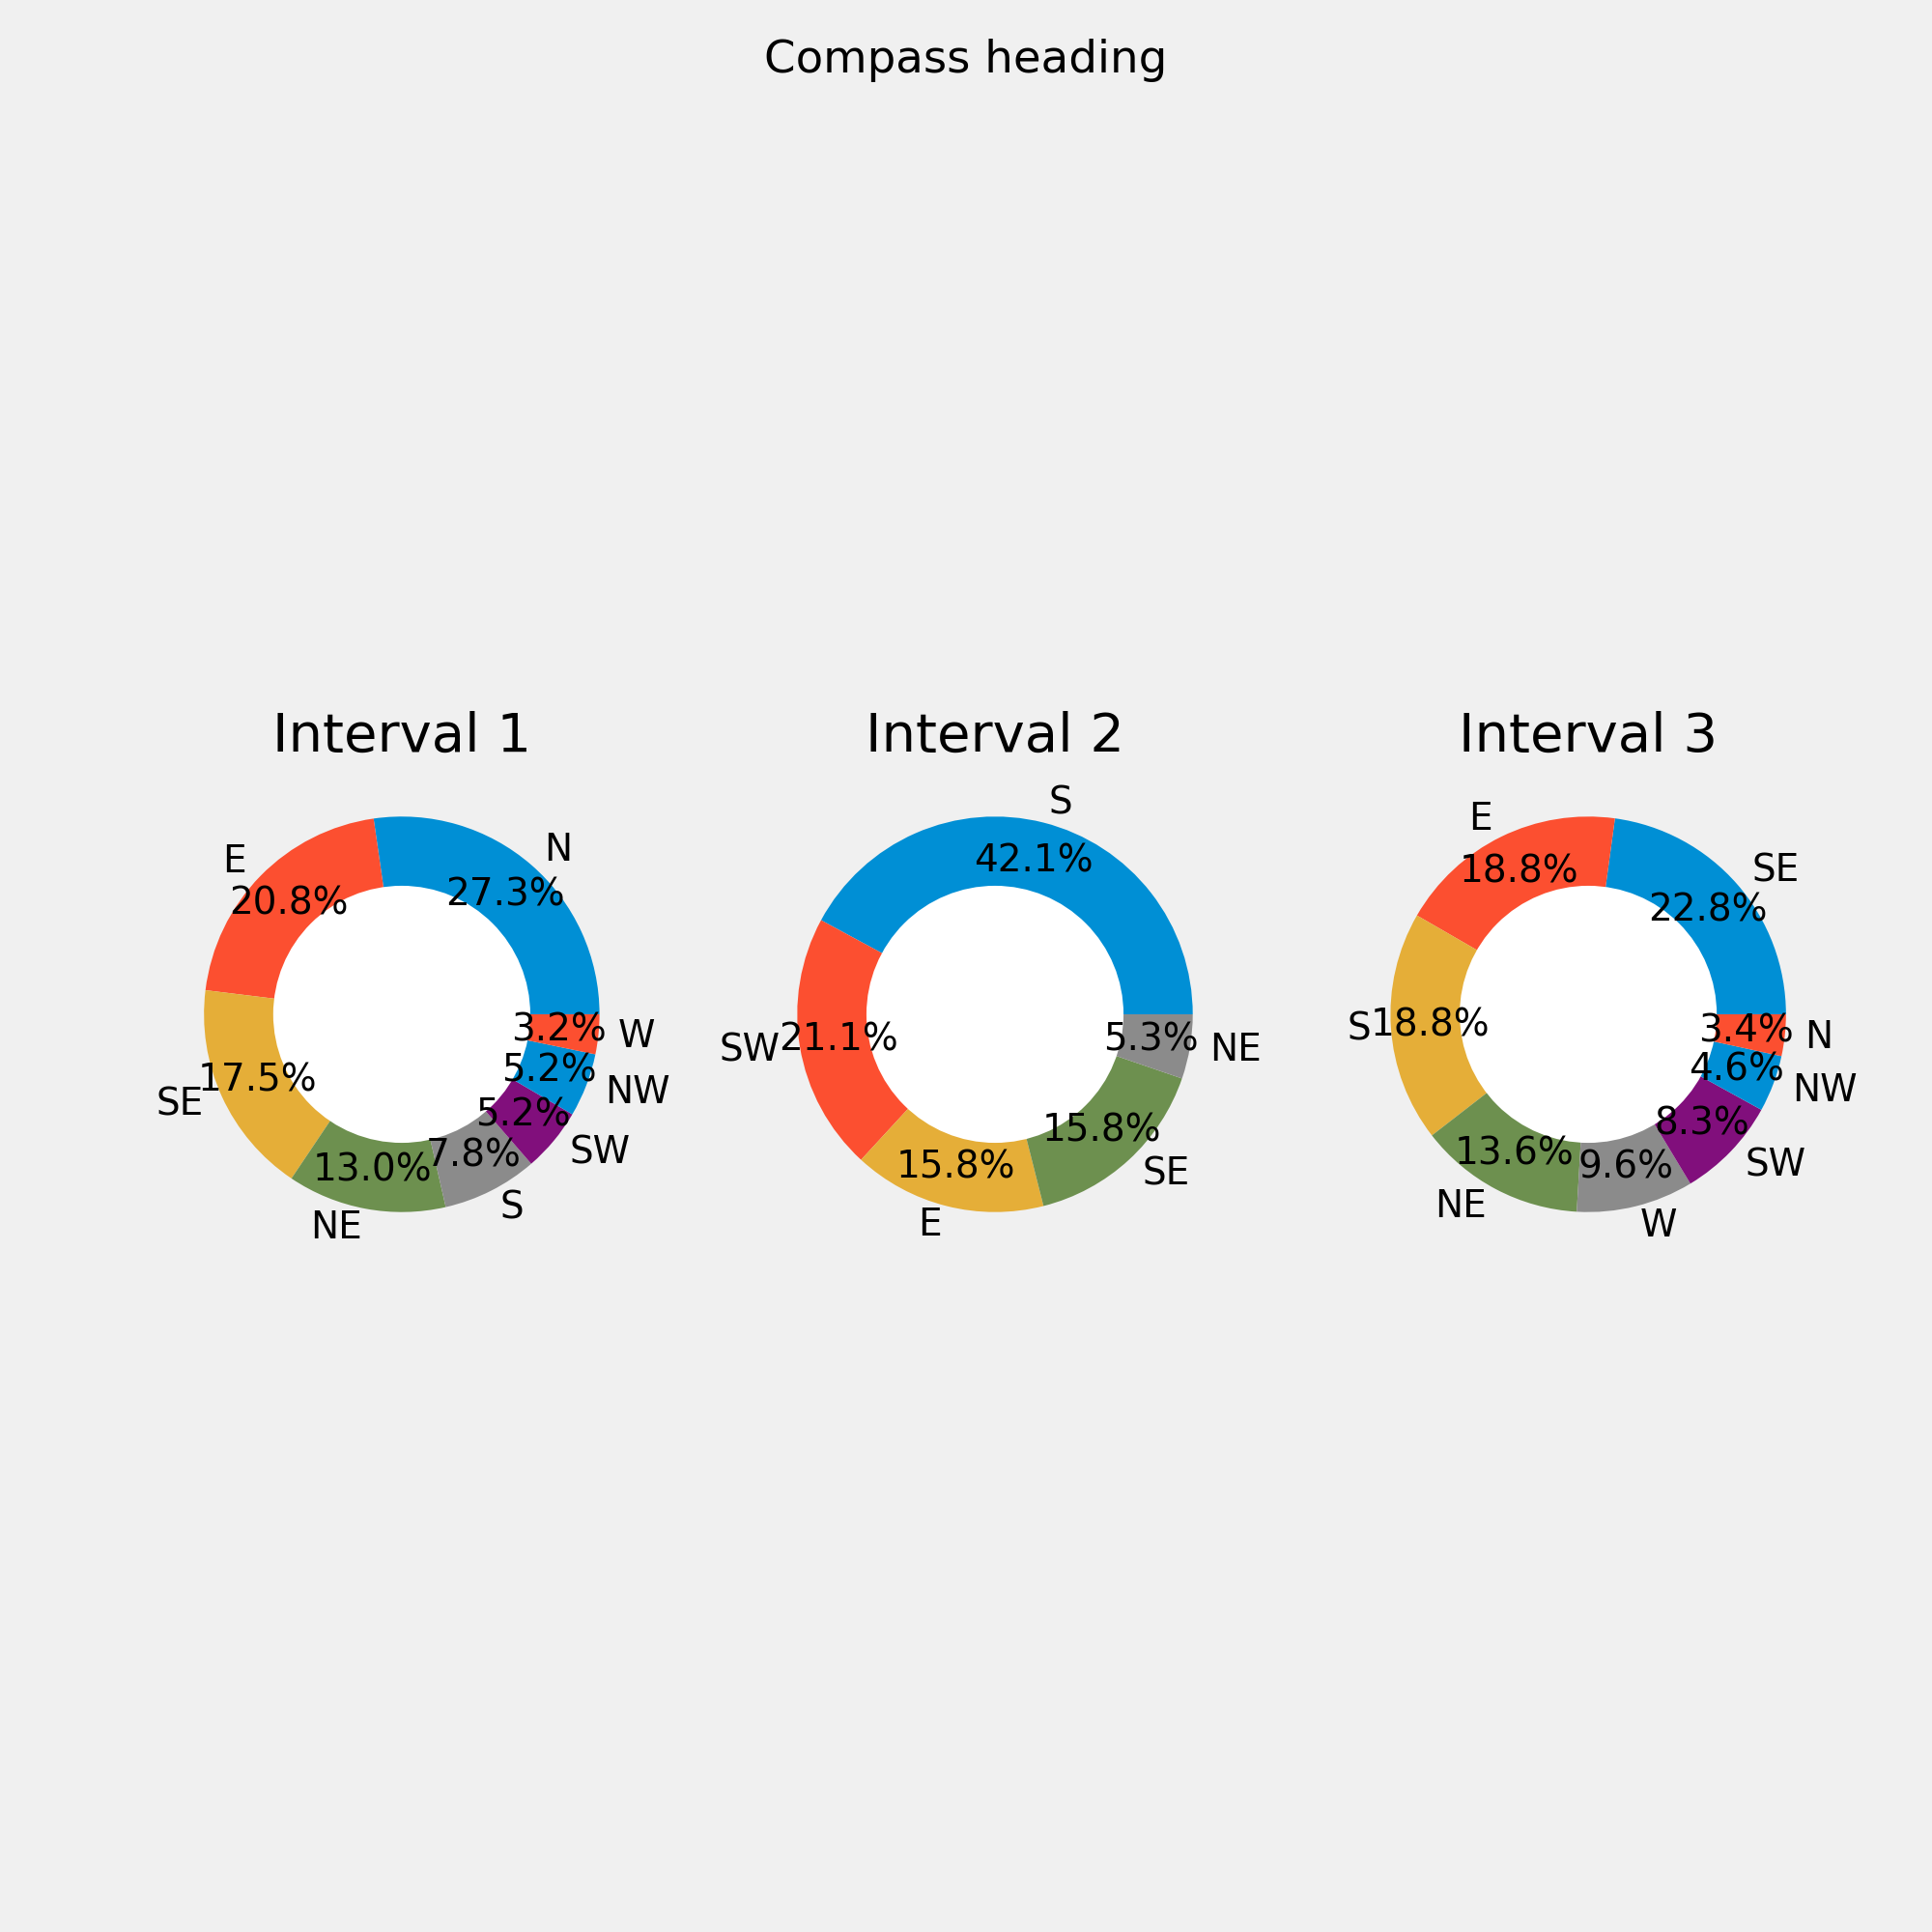 Compass heading
Interval 1
N
27.3%
E
20.8%
SE
17.5%
NE
13.0%
S
7.8%
SW
5.2%
NW
5.2%
W
3.2%
Interval 2
S
42.1%
SW
21.1%
E
15.8%
SE
15.8%
NE
5.3%
Interval 3
SE
22.8%
E
18.8%
S
18.8%
NE
13.6%
W
9.6%
SW
8.3%
NW
4.6%
N
3.4%